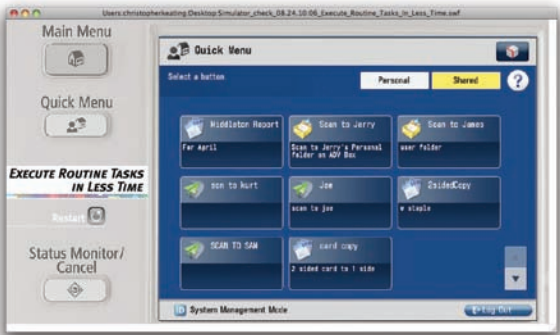 Users:christopherkeating:Desktop:Simulator_check_08.24.10:06_Execute_Routine_Tasks_In_Less_Time.swf
Main Menu
Quick Menu
EXECUTE ROUTINE TASKS
IN LESS TIME
Restart
Status Monitor/
Cancel
Quick Menu
Select a button
Personal
Shared
?
Middleton Report
For April
Scan to Jerry
Scan to Jerry's Personal
folder on ADV Box
Scan to James
user folder
scn to kurt
Joe
scan to joe
2sidedCopy
w staple
SCAN TO SAM
card copy
2 sided card to 1 side
ID System Management Mode
Log Out